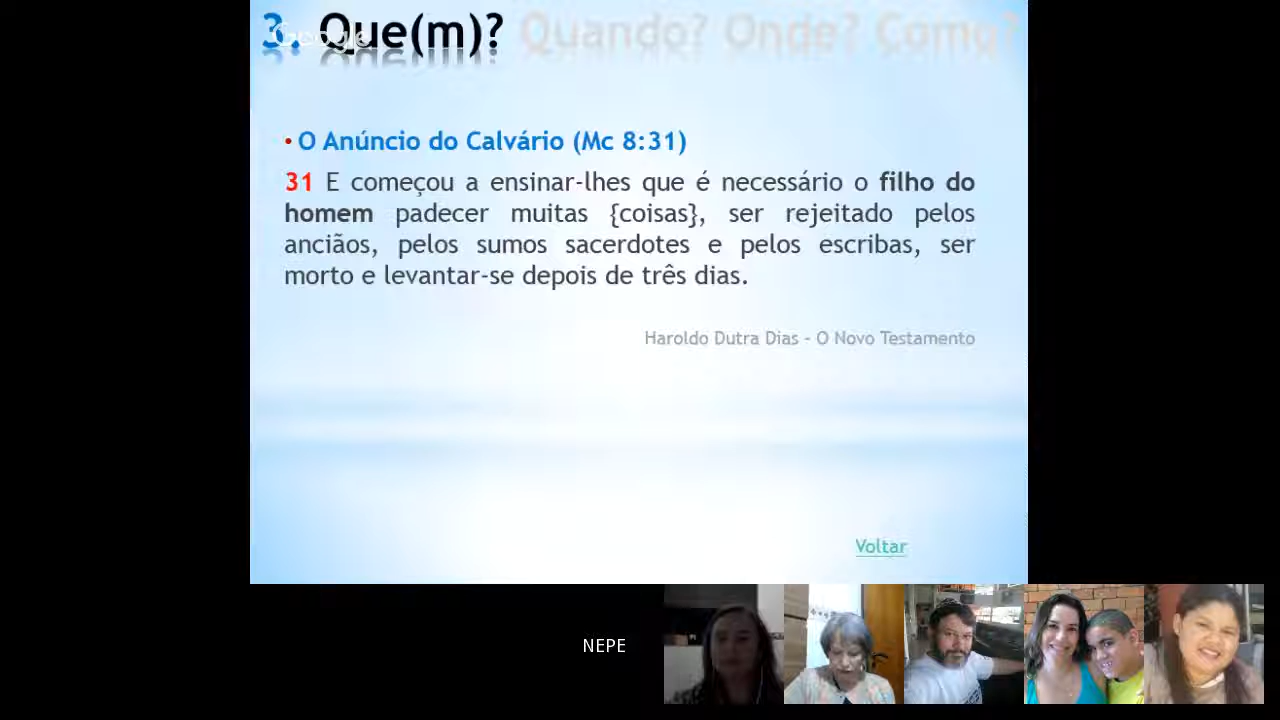 3. Que(m)? Quando? Onde? Como?
Google
• O Anúncio do Calvário (Mc 8:31)
31 E começou a ensinar-lhes que é necessário o filho do
homem padecer muitas {coisas}, ser rejeitado pelos
anciãos, pelos sumos sacerdotes e pelos escribas, ser
morto e levantar-se depois de três dias.
Haroldo Dutra Dias - O Novo Testamento
Voltar
NEPE